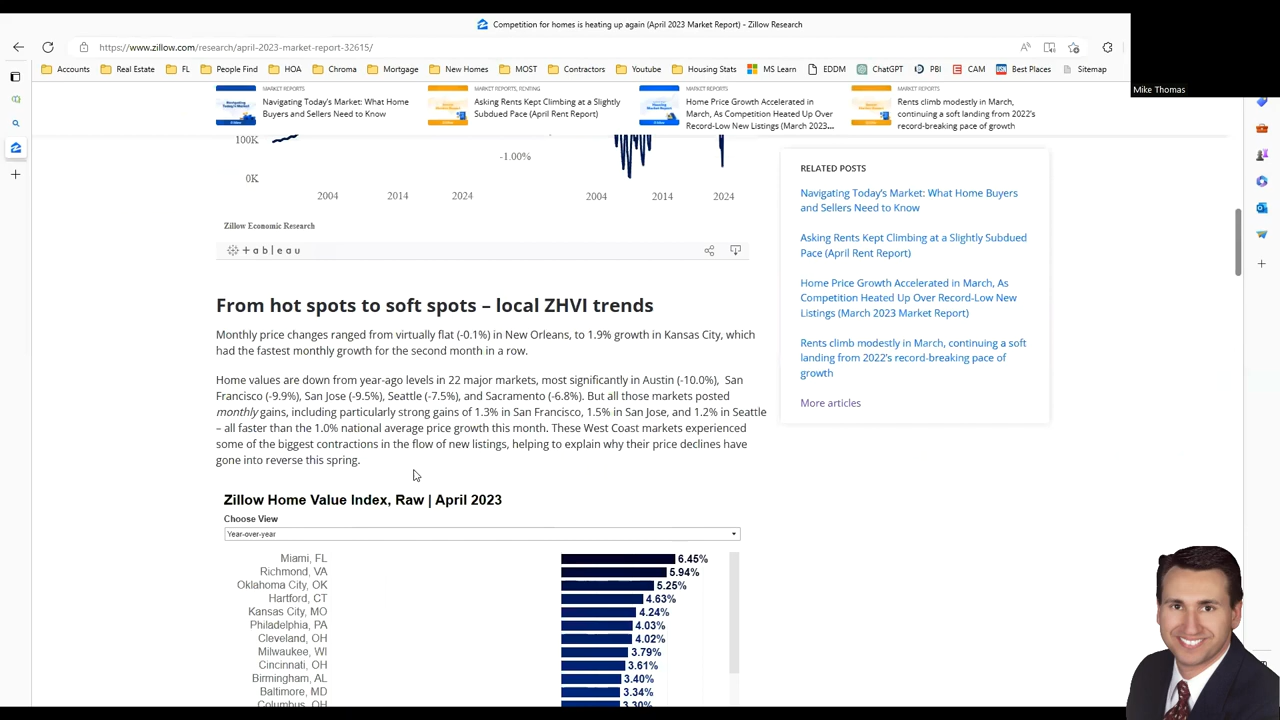 Competition for homes is heating up again (April 2023 Market Report) - Zillow Research
https://www.zillow.com/research/april-2023-market-report-32615/
Accounts Real Estate FL People Find HOA Chroma Mortgage New Homes MOST Contractors Youtube Housing Stats MS Learn EDDM ChatGPT PBI CAM Best Places Sitemap
Mike Thomas
MARKET REPORTS
Navigating Today's Market: What Home
Buyers and Sellers Need to Know
MARKET REPORTS, RENTING
Asking Rents Kept Climbing at a Slightly
Subdued Pace (April Rent Report)
MARKET REPORTS
Home Price Growth Accelerated in
March, As Competition Heated Up Over
Record-Low New Listings (March 2023...
MARKET REPORTS
Rents climb modestly in March,
continuing a soft landing from 2022's
record-breaking pace of growth
100K
0K
2004 2014 2024
-1.00%
2004 2014 2024
Zillow Economic Research
+ a b l e a u
From hot spots to soft spots – local ZHVI trends
Monthly price changes ranged from virtually flat (-0.1%) in New Orleans, to 1.9% growth in Kansas City, which
had the fastest monthly growth for the second month in a row.
Home values are down from year-ago levels in 22 major markets, most significantly in Austin (-10.0%), San
Francisco (-9.9%), San Jose (-9.5%), Seattle (-7.5%), and Sacramento (-6.8%). But all those markets posted
monthly gains, including particularly strong gains of 1.3% in San Francisco, 1.5% in San Jose, and 1.2% in Seattle
– all faster than the 1.0% national average price growth this month. These West Coast markets experienced
some of the biggest contractions in the flow of new listings, helping to explain why their price declines have
gone into reverse this spring.
Zillow Home Value Index, Raw | April 2023
Choose View
Year-over-year
Miami, FL 6.45%
Richmond, VA 5.94%
Oklahoma City, OK 5.25%
Hartford, CT 4.63%
Kansas City, MO 4.24%
Philadelphia, PA 4.03%
Cleveland, OH 4.02%
Milwaukee, WI 3.79%
Cincinnati, OH 3.61%
Birmingham, AL 3.40%
Baltimore, MD 3.34%
Columbus, OH 3.30%
RELATED POSTS
Navigating Today's Market: What Home Buyers
and Sellers Need to Know
Asking Rents Kept Climbing at a Slightly Subdued
Pace (April Rent Report)
Home Price Growth Accelerated in March, As
Competition Heated Up Over Record-Low New
Listings (March 2023 Market Report)
Rents climb modestly in March, continuing a soft
landing from 2022's record-breaking pace of
growth
More articles